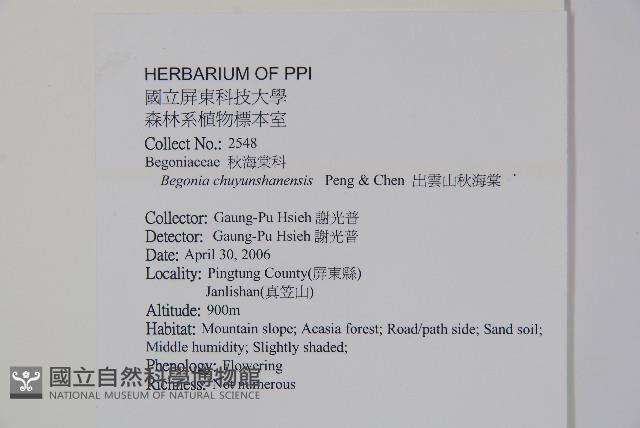 HERBARIUM OF PPI
國立屏東科技大學
森林系植物標本室
Collect No.: 2548
Begoniaceae 秋海棠科
Begonia chuyunshanensis Peng & Chen 出雲山秋海棠
Collector: Gaung-Pu Hsieh 謝光普
Detector: Gaung-Pu Hsieh 謝光普
Date: April 30, 2006
Locality: Pingtung County(屏東縣)
Janlishan(真笠山)
Altitude: 900m
Habitat: Mountain slope; Acasia forest; Road/path side; Sand soil;
Middle humidity; Slightly shaded;
Phenology: Flowering
Richness: Not numerous
國立自然科學博物館
NATIONAL MUSEUM OF NATURAL SCIENCE